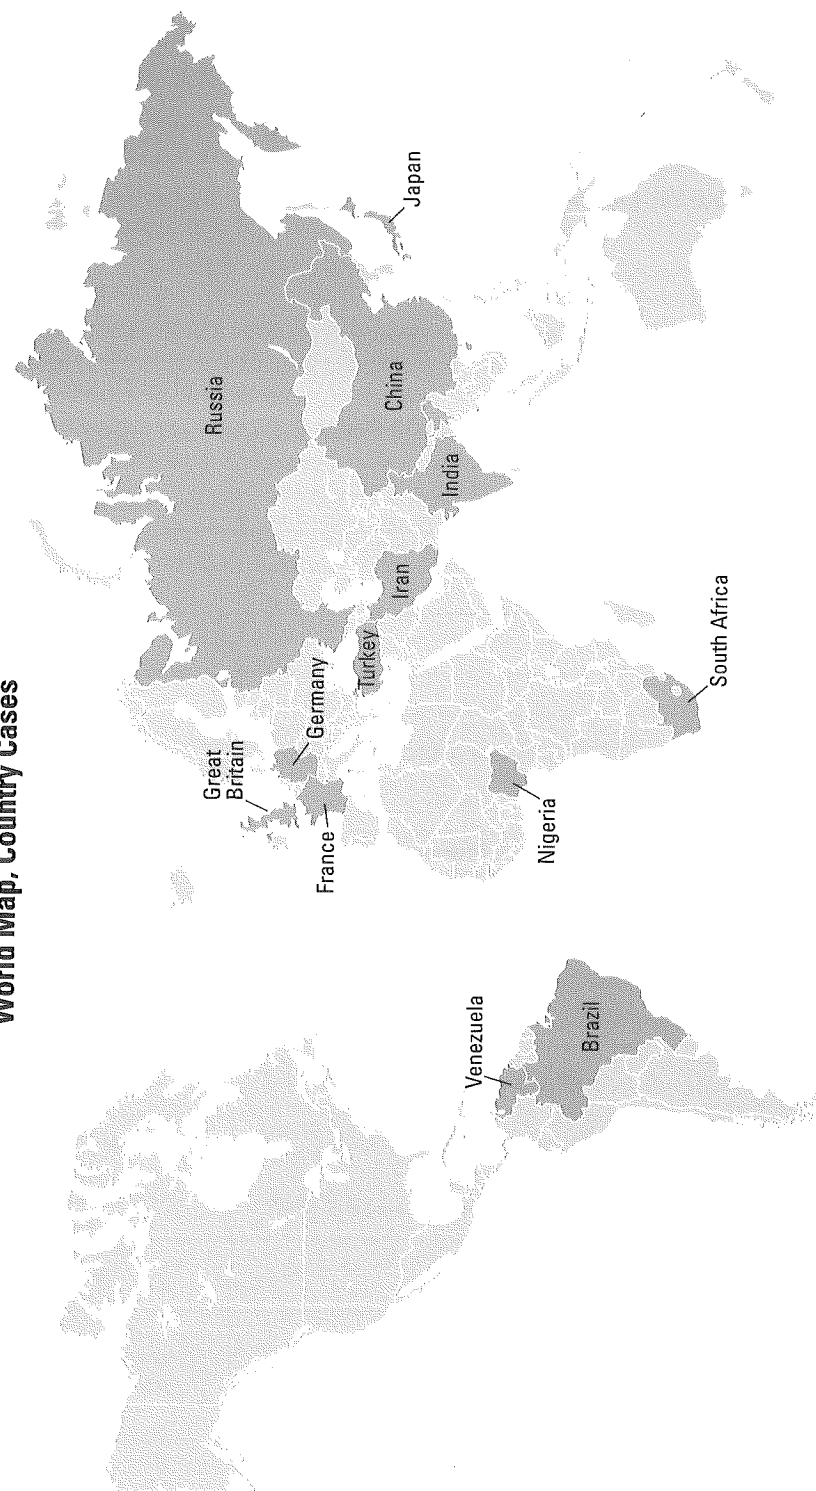 World Map, Country Cases
Russia
Japan
China
India
Iran
Turkey
Germany
Great
Britain
France
Nigeria
South Africa
Venezuela
Brazil